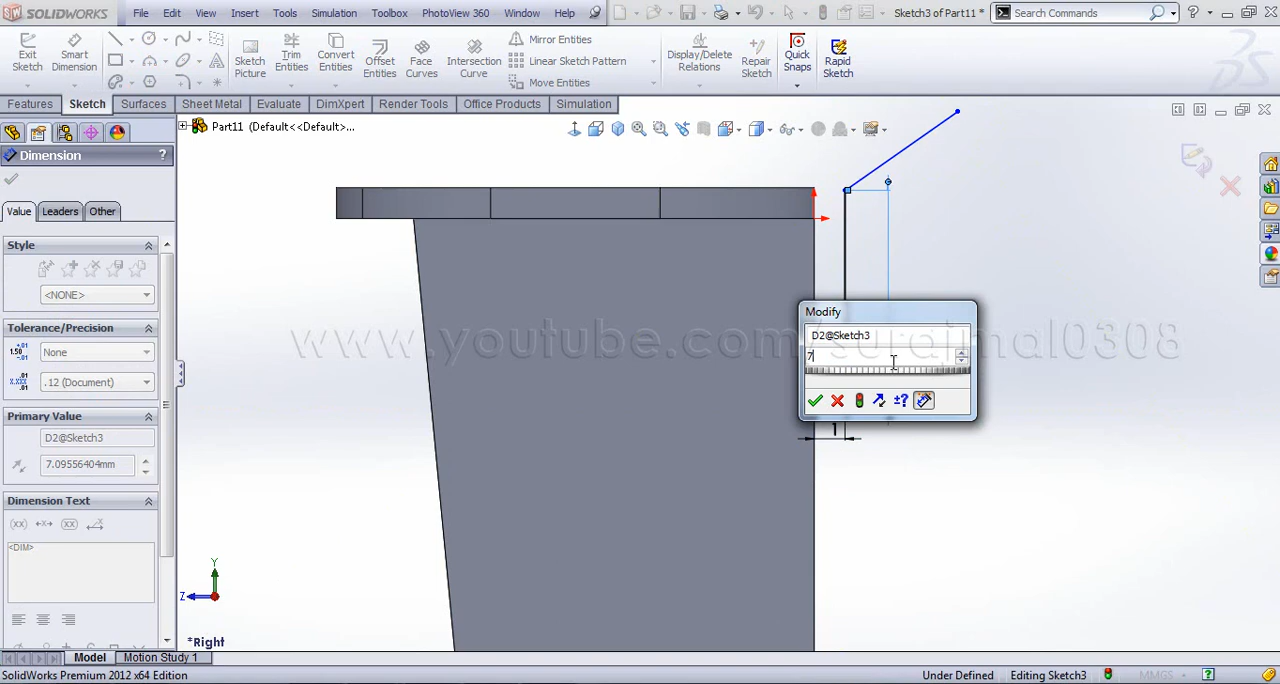 SOLIDWORKS File Edit View Insert Tools Simulation Toolbox PhotoView 360 Window Help Sketch3 of Part11 * Search Commands ?
Exit Sketch
Smart Dimension
Sketch Picture
Trim Entities
Convert Entities
Offset Entities
Face Curves
Intersection Curve
Mirror Entities
Linear Sketch Pattern
Move Entities
Display/Delete Relations
Repair Sketch
Quick Snaps
Rapid Sketch
Features Sketch Surfaces Sheet Metal Evaluate DimXpert Render Tools Office Products Simulation
Part11 (Default<<Default>...
Dimension ?
Value Leaders Other
Style
<NONE>
Tolerance/Precision
None
.12 (Document)
Primary Value
D2@Sketch3
7.09556404mm
Dimension Text
(xx) (xx)
<DIM>
Modify
D2@Sketch3
7
1
www.youtube.com/surajmal0308
Y
Z
*Right
Model Motion Study 1
SolidWorks Premium 2012 x64 Edition Under Defined Editing Sketch3 MMGS ?